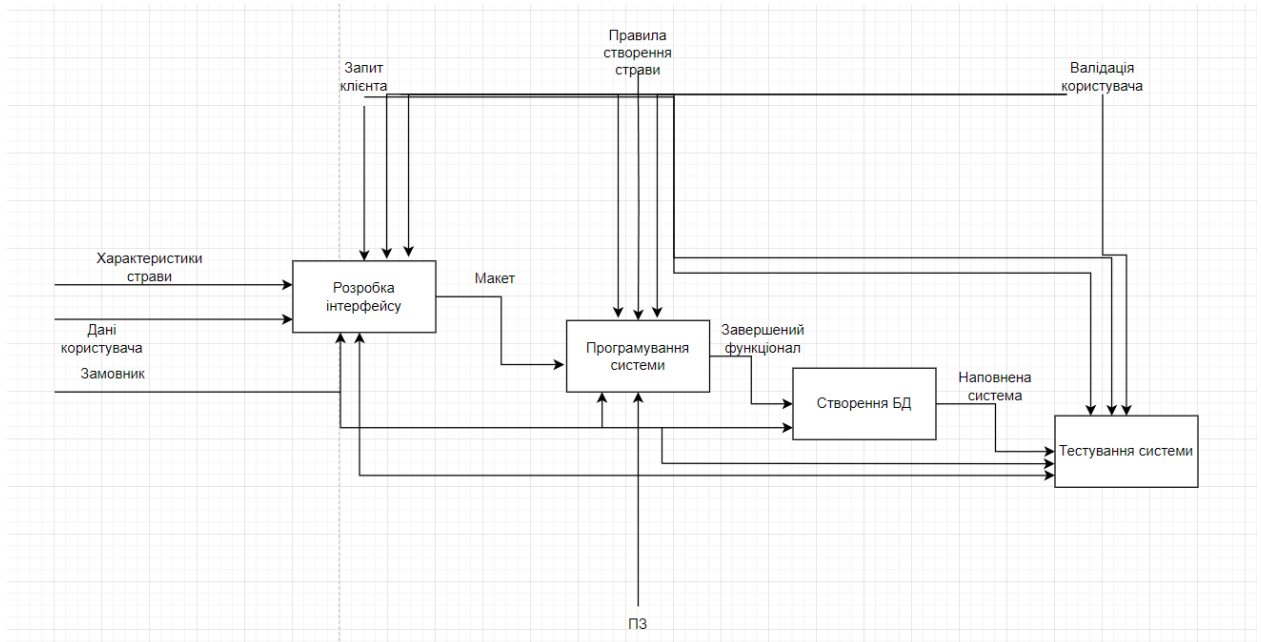 Правила
створення
страви
Запит
клієнта
Валідація
користувача
Характеристики
страви
Розробка
інтерфейсу
Макет
Дані
користувача
Замовник
Програмування
системи
Завершений
функціонал
Створення БД
Наповнена
система
Тестування системи
ПЗ